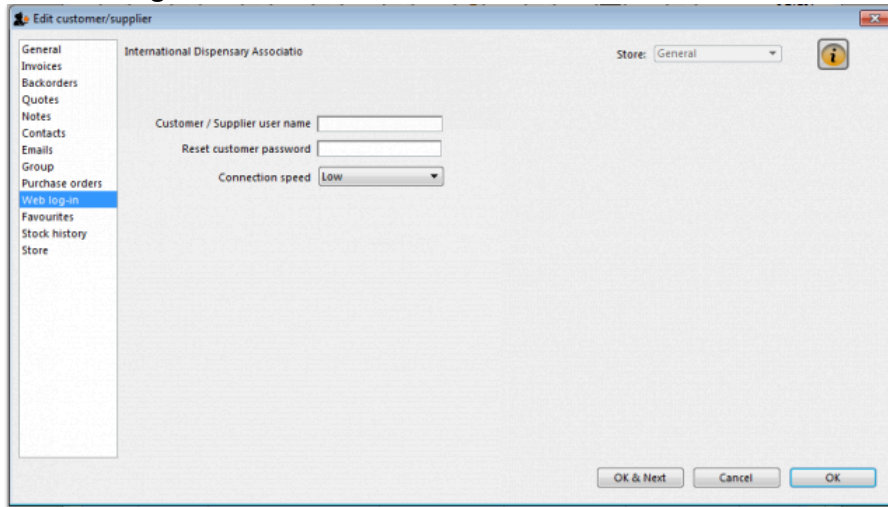 Edit customer/supplier
General
Invoices
Backorders
Quotes
Notes
Contacts
Emails
Group
Purchase orders
Web log-in
Favourites
Stock history
Store
International Dispensary Associatio
Store: General
Customer / Supplier user name
Reset customer password
Connection speed Low
OK & Next Cancel OK